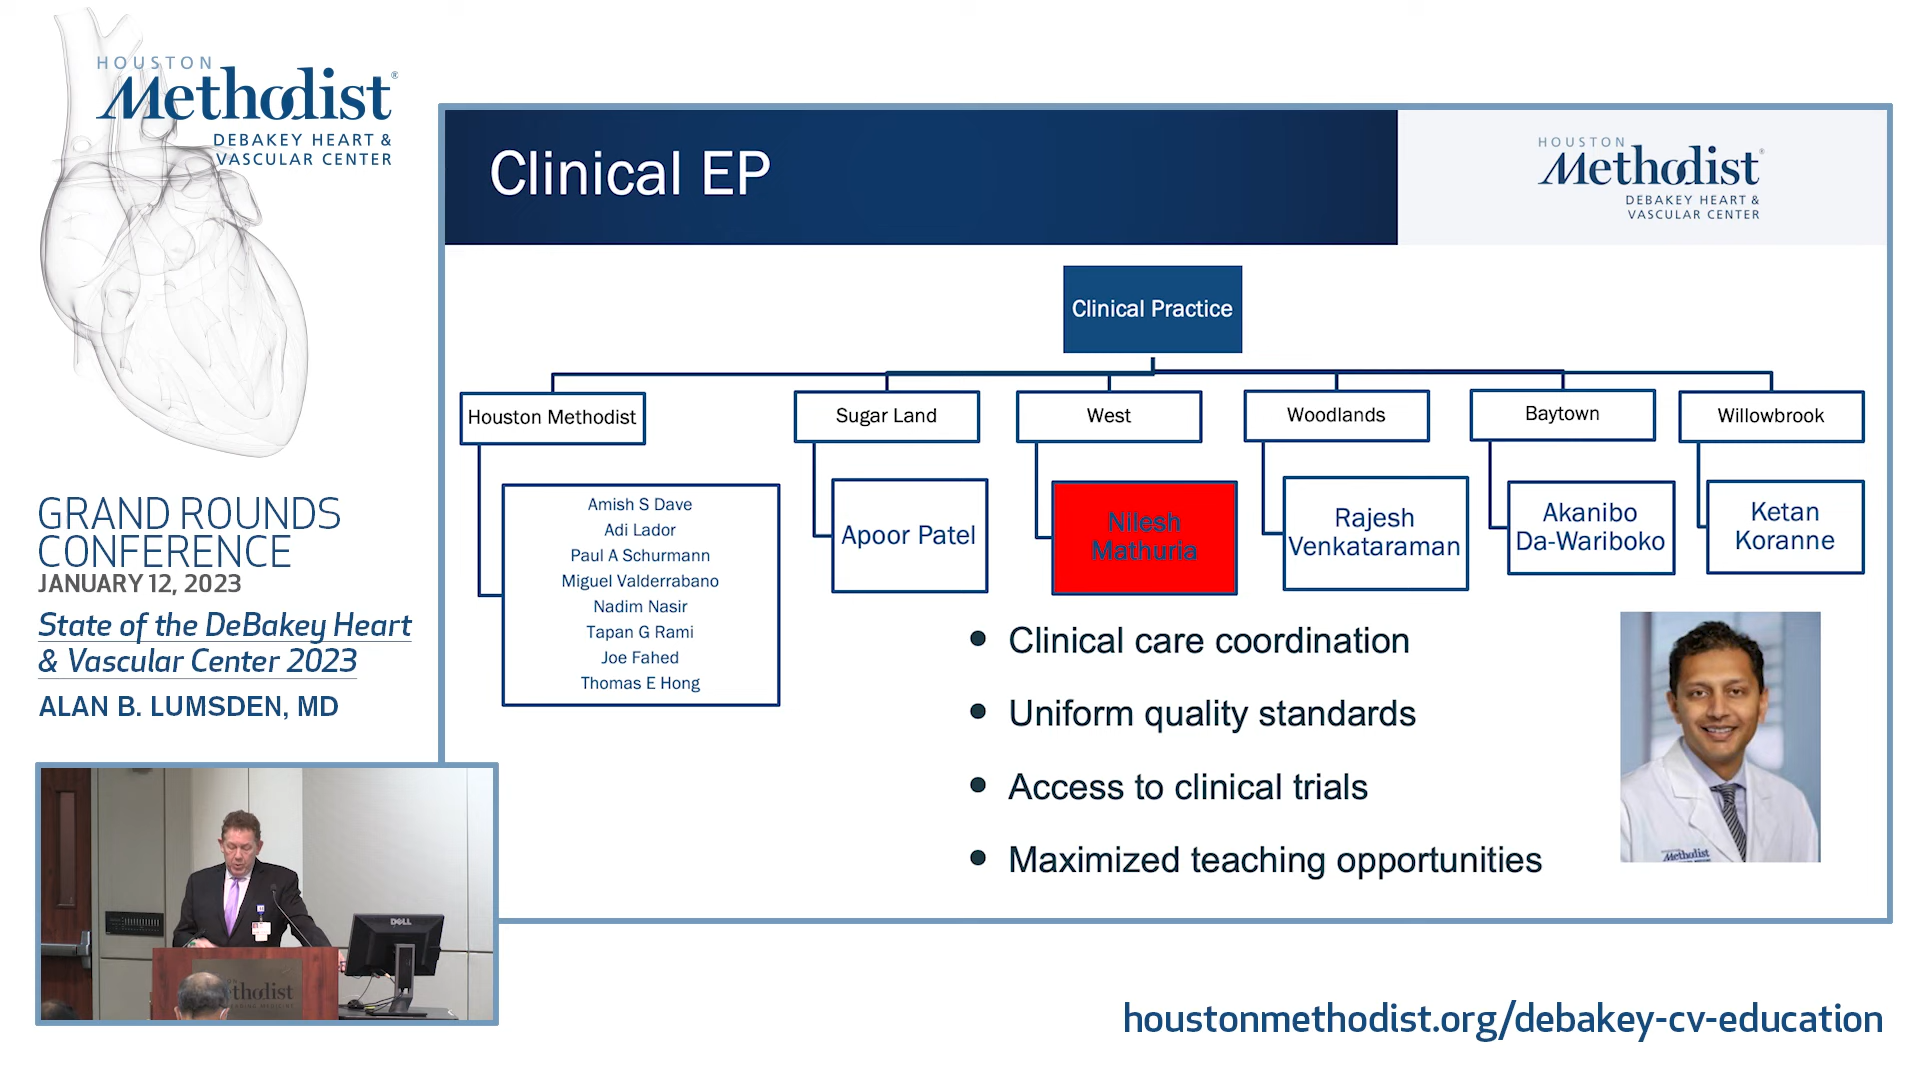 HOUSTON
Methodist®
DEBAKEY HEART &
VASCULAR CENTER
GRAND ROUNDS
CONFERENCE
JANUARY 12, 2023
State of the DeBakey Heart
& Vascular Center 2023
ALAN B. LUMSDEN, MD
Clinical EP
HOUSTON
Methodist®
DEBAKEY HEART &
VASCULAR CENTER
Clinical Practice
Houston Methodist
Sugar Land
West
Woodlands
Baytown
Willowbrook
Amish S Dave
Adi Lador
Paul A Schurmann
Miguel Valderrabano
Nadim Nasir
Tapan G Rami
Joe Fahed
Thomas E Hong
Apoor Patel
Nilesh
Mathuria
Rajesh
Venkataraman
Akanibo
Da-Wariboko
Ketan
Koranne
• Clinical care coordination
• Uniform quality standards
• Access to clinical trials
• Maximized teaching opportunities
Methodist
DELL
thodist
houstonmethodist.org/debakey-cv-education